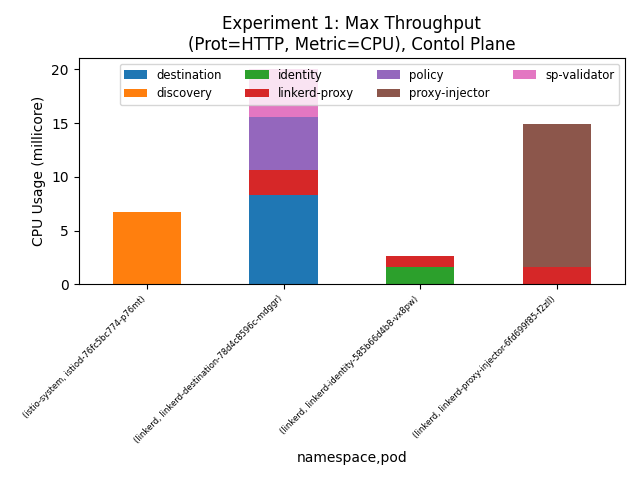 Experiment 1: Max Throughput
(Prot=HTTP, Metric=CPU), Contol Plane
destination
discovery
identity
linkerd-proxy
policy
proxy-injector
sp-validator
CPU Usage (millicore)
20
15
10
5
0
(istio-system, istiod-76fc5bc774-p76mt)
(linkerd, linkerd-destination-78d4c8596c-mdggr)
(linkerd, linkerd-identity-585b66d4b8-vx8pw)
(linkerd, linkerd-proxy-injector-6fd699f85-f2zll)
namespace,pod